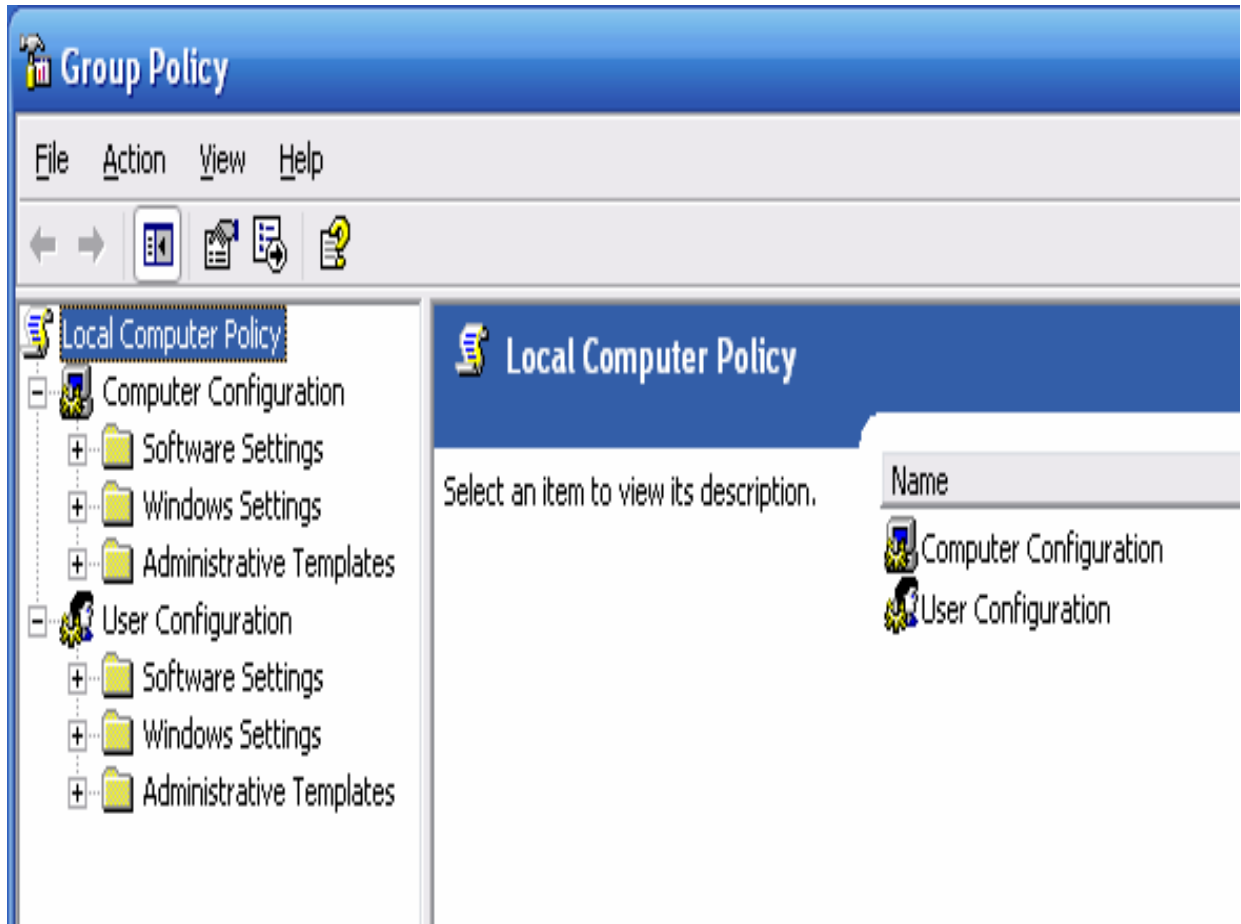 Group Policy
File Action View Help
Local Computer Policy
Computer Configuration
Software Settings
Windows Settings
Administrative Templates
User Configuration
Software Settings
Windows Settings
Administrative Templates
Local Computer Policy
Select an item to view its description.
Name
Computer Configuration
User Configuration